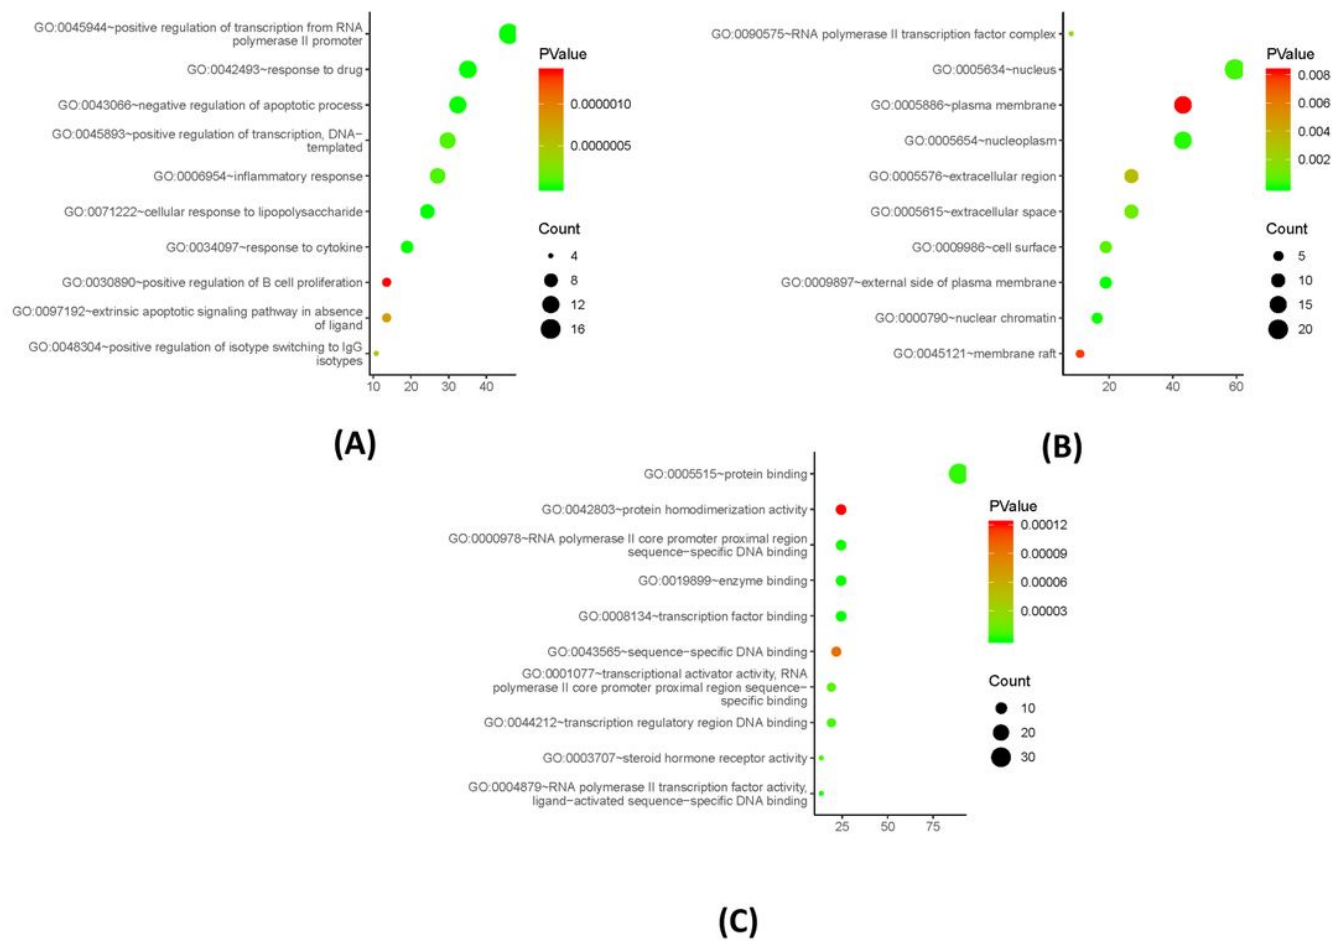 GO:0045944~positive regulation of transcription from RNA
polymerase II promoter
GO:0042493~response to drug
GO:0043066~negative regulation of apoptotic process
GO:0045893~positive regulation of transcription, DNA−
templated
GO:0006954~inflammatory response
GO:0071222~cellular response to lipopolysaccharide
GO:0034097~response to cytokine
GO:0030890~positive regulation of B cell proliferation
GO:0097192~extrinsic apoptotic signaling pathway in absence
of ligand
GO:0048304~positive regulation of isotype switching to IgG
isotypes
10 20 30 40
PValue
0.0000010
0.0000005
Count
4
8
12
16
(A)
GO:0090575~RNA polymerase II transcription factor complex
GO:0005634~nucleus
GO:0005886~plasma membrane
GO:0005654~nucleoplasm
GO:0005576~extracellular region
GO:0005615~extracellular space
GO:0009986~cell surface
GO:0009897~external side of plasma membrane
GO:0000790~nuclear chromatin
GO:0045121~membrane raft
20 40 60
PValue
0.008
0.006
0.004
0.002
Count
5
10
15
20
(B)
GO:0005515~protein binding
GO:0042803~protein homodimerization activity
GO:0000978~RNA polymerase II core promoter proximal region
sequence−specific DNA binding
GO:0019899~enzyme binding
GO:0008134~transcription factor binding
GO:0043565~sequence−specific DNA binding
GO:0001077~transcriptional activator activity, RNA
polymerase II core promoter proximal region sequence−
specific binding
GO:0044212~transcription regulatory region DNA binding
GO:0003707~steroid hormone receptor activity
GO:0004879~RNA polymerase II transcription factor activity,
ligand−activated sequence−specific DNA binding
25 50 75
PValue
0.00012
0.00009
0.00006
0.00003
Count
10
20
30
(C)